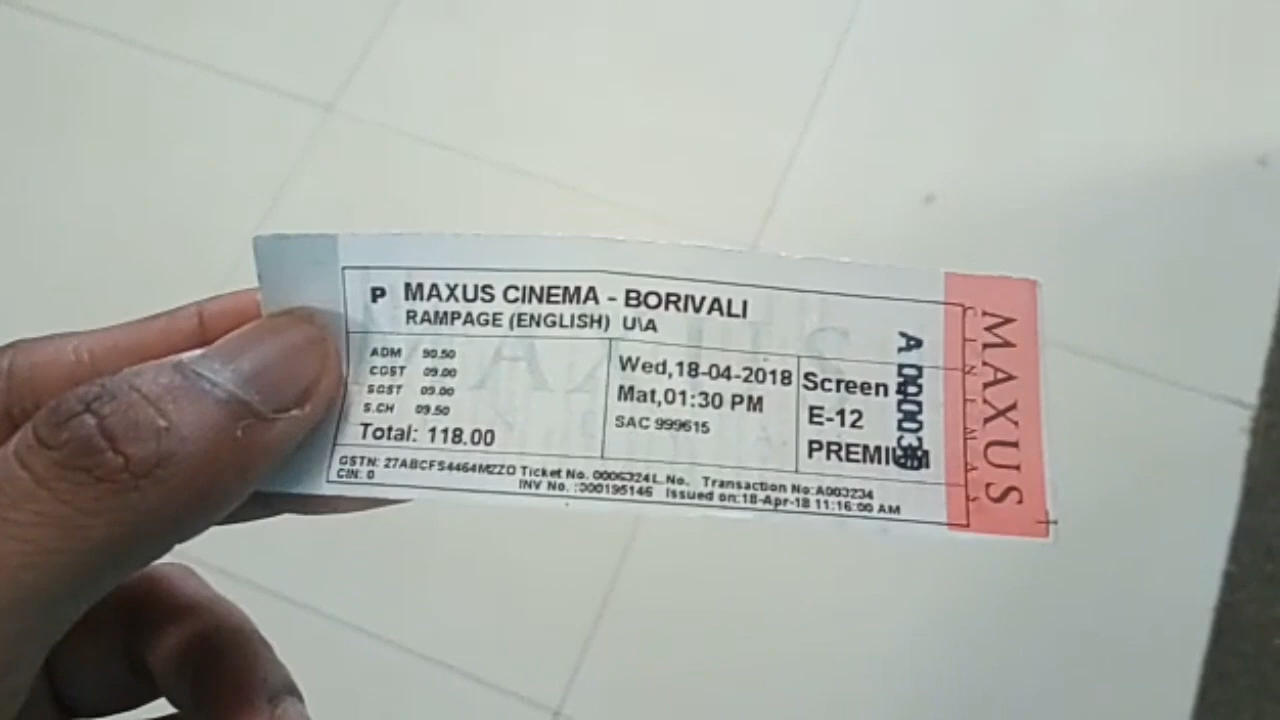 P MAXUS CINEMA - BORIVALI
RAMPAGE (ENGLISH) U\A
ADM 90.50
CGST 09.00
SGST 09.00
S.CH 09.50
Total: 118.00
Wed,18-04-2018
Mat,01:30 PM
SAC 999615
Screen
E-12
PREMIUM
GSTN: 27ABCFS4464MZZO Ticket No. 0006324L.No. Transaction No:A003234
CIN: 0 INV No. :000195146 Issued on:18-Apr-18 11:16:00 AM
MAXUS
CINEMAS